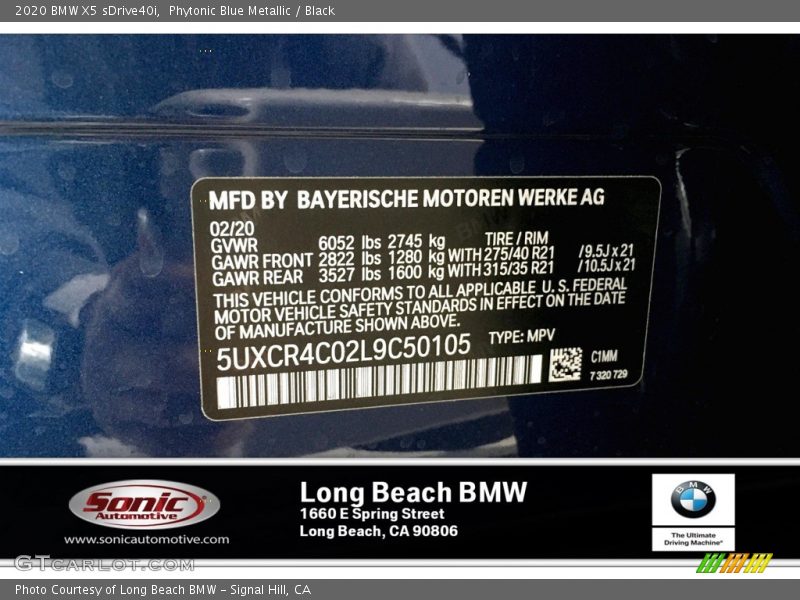 2020 BMW X5 sDrive40i,  Phytonic Blue Metallic / Black
MFD BY BAYERISCHE MOTOREN WERKE AG
02/20
GVWR 6052 lbs 2745 kg TIRE / RIM
GAWR FRONT 2822 lbs 1280 kg WITH 275/40 R21 /9.5J x 21
GAWR REAR 3527 lbs 1600 kg WITH 315/35 R21 /10.5J x 21
THIS VEHICLE CONFORMS TO ALL APPLICABLE U.S. FEDERAL
MOTOR VEHICLE SAFETY STANDARDS IN EFFECT ON THE DATE
OF MANUFACTURE SHOWN ABOVE.
5UXCR4C02L9C50105 TYPE: MPV
C1MM
7 320 729
Sonic
Automotive
www.sonicautomotive.com
Long Beach BMW
1660 E Spring Street
Long Beach, CA 90806
BMW
The Ultimate
Driving Machine®
GTCARLOT.COM
Photo Courtesy of Long Beach BMW – Signal Hill, CA